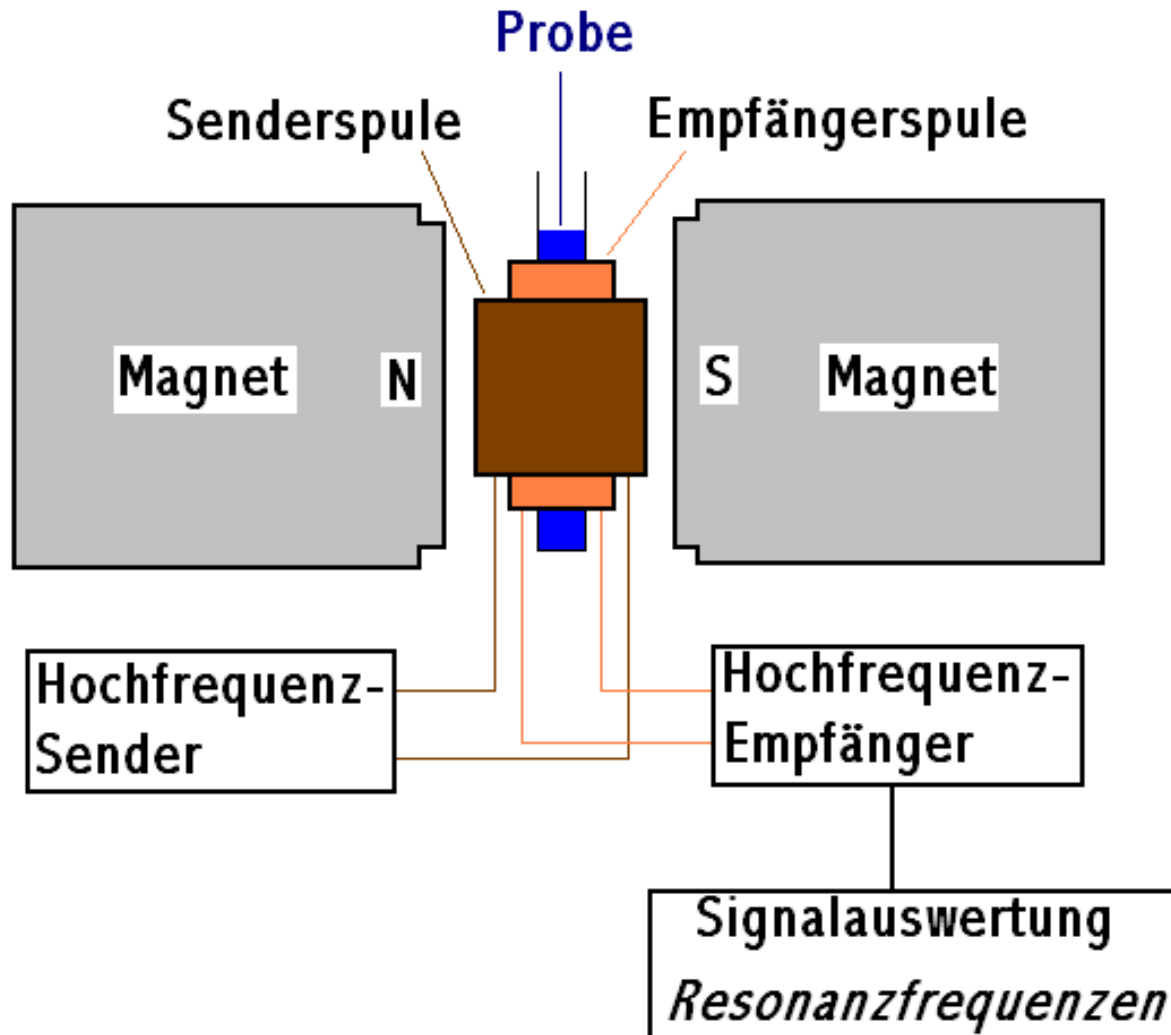 Probe
Senderspule
Empfängerspule
Magnet
N
S
Magnet
Hochfrequenz-
Sender
Hochfrequenz-
Empfänger
Signalauswertung
Resonanzfrequenzen